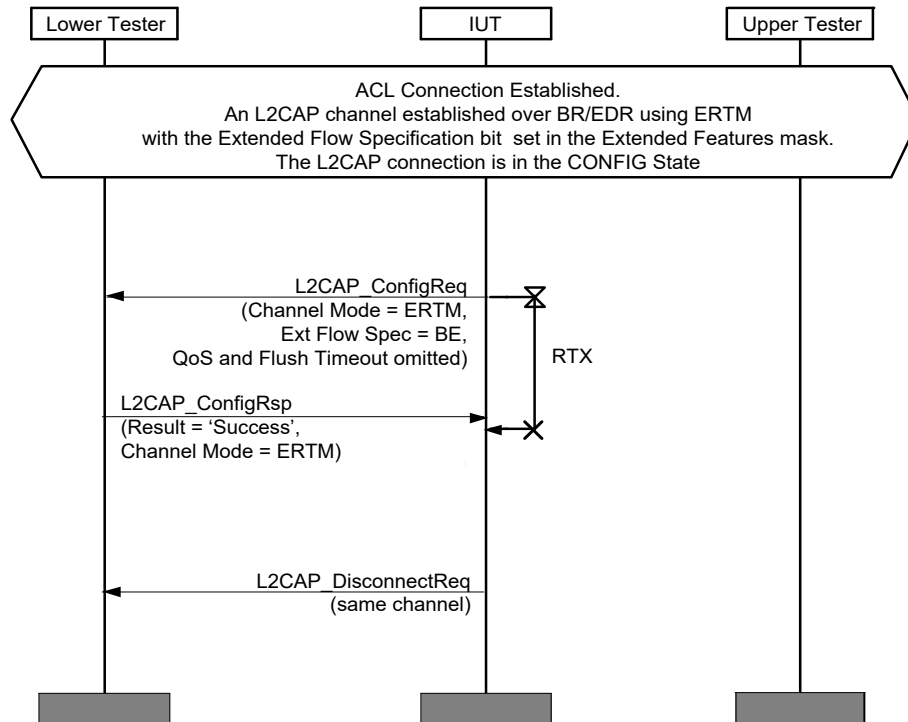 Lower Tester
IUT
Upper Tester
ACL Connection Established.
An L2CAP channel established over BR/EDR using ERTM
with the Extended Flow Specification bit set in the Extended Features mask.
The L2CAP connection is in the CONFIG State
L2CAP_ConfigReq
(Channel Mode = ERTM,
Ext Flow Spec = BE,
QoS and Flush Timeout omitted)
RTX
L2CAP_ConfigRsp
(Result = ‘Success’,
Channel Mode = ERTM)
L2CAP_DisconnectReq
(same channel)